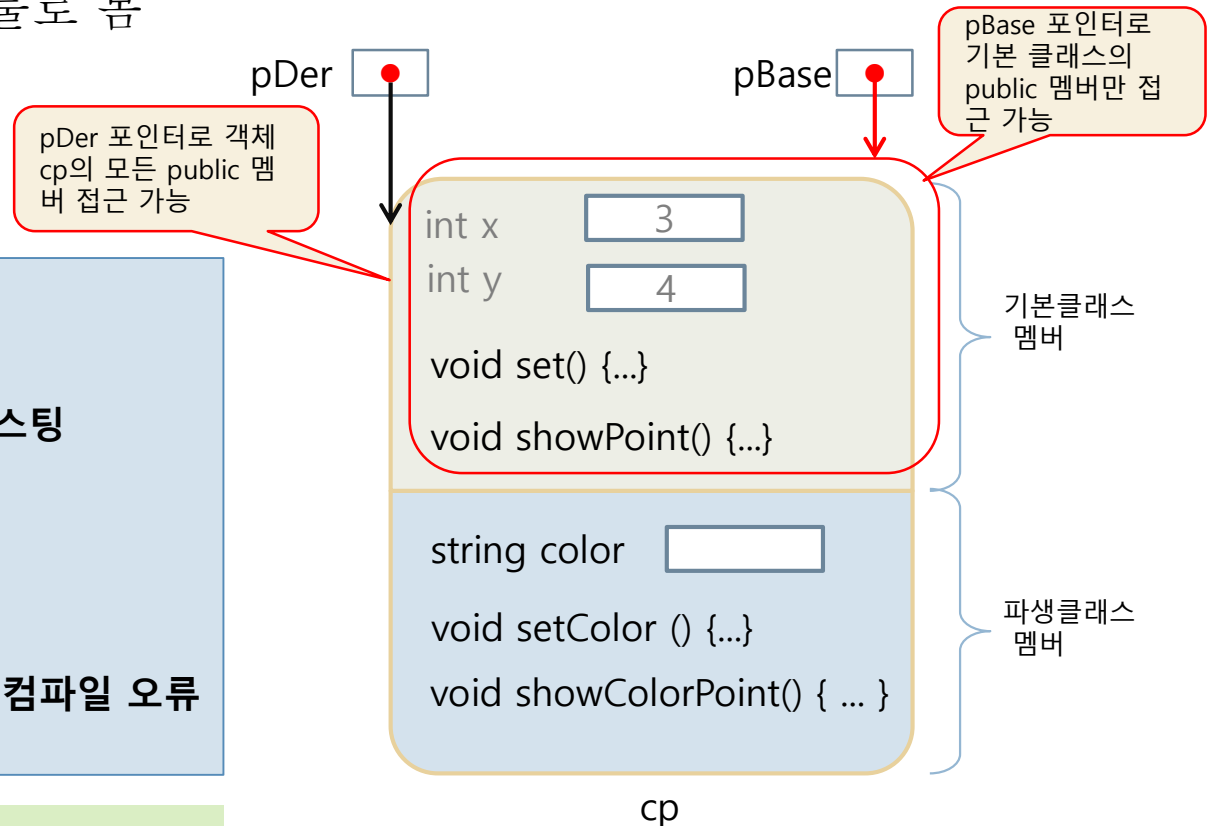 로 봄
pDer
pBase
pBase 포인터로
기본 클래스의
public 멤버만 접
근 가능
pDer 포인터로 객체
cp의 모든 public 멤
버 접근 가능
int x
3
int y
4
void set() {...}
void showPoint() {...}
기본클래스
멤버
스팅
string color
void setColor () {...}
void showColorPoint() { ... }
파생클래스
멤버
컴파일 오류
cp